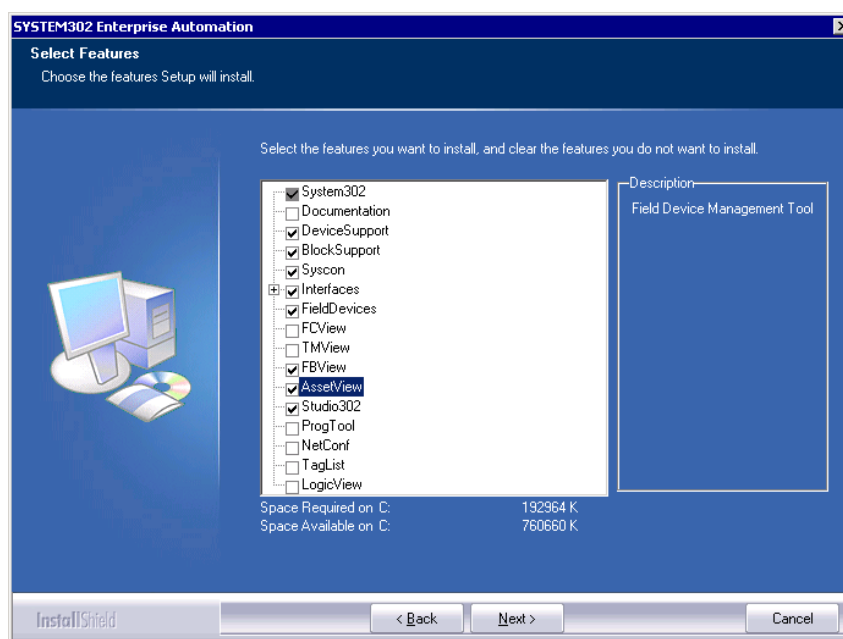 SYSTEM302 Enterprise Automation
Select Features
Choose the features Setup will install.
Select the features you want to install, and clear the features you do not want to install.
System302
Documentation
DeviceSupport
BlockSupport
Syscon
Interfaces
FieldDevices
FCView
TMView
FBView
AssetView
Studio302
ProgTool
NetConf
TagList
LogicView
Description
Field Device Management Tool
Space Required on C: 192964 K
Space Available on C: 760660 K
InstallShield
< Back
Next >
Cancel